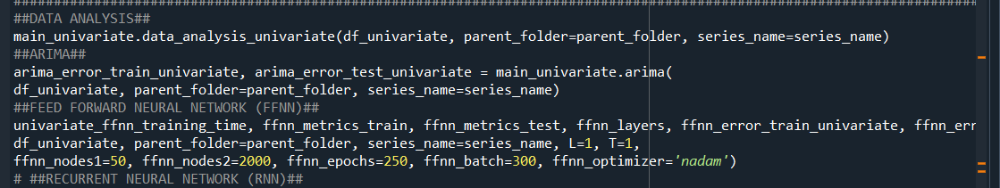 ##DATA ANALYSIS##
main_univariate.data_analysis_univariate(df_univariate, parent_folder=parent_folder, series_name=series_name)
##ARIMA##
arima_error_train_univariate, arima_error_test_univariate = main_univariate.arima(
df_univariate, parent_folder=parent_folder, series_name=series_name)
##FEED FORWARD NEURAL NETWORK (FFNN)##
univariate_ffnn_training_time, ffnn_metrics_train, ffnn_metrics_test, ffnn_layers, ffnn_error_train_univariate, ffnn_err
df_univariate, parent_folder=parent_folder, series_name=series_name, L=1, T=1,
ffnn_nodes1=50, ffnn_nodes2=2000, ffnn_epochs=250, ffnn_batch=300, ffnn_optimizer='nadam')
# ##RECURRENT NEURAL NETWORK (RNN)##